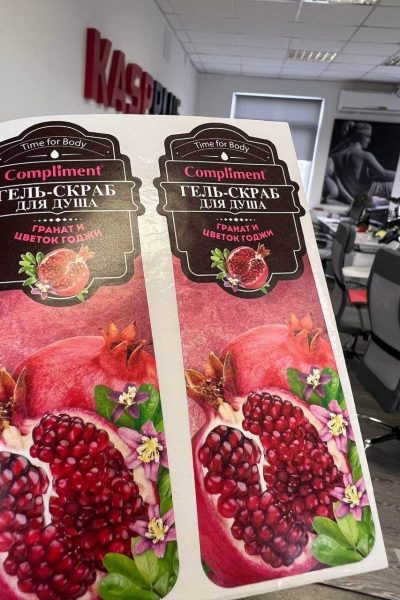 Time for Body
Compliment®
ГЕЛЬ-СКРАБ
ДЛЯ ДУША
ГРАНАТ И
ЦВЕТОК ГОДЖИ
Time for Body
Compliment®
ГЕЛЬ-СКРАБ
ДЛЯ ДУША
ГРАНАТ И
ЦВЕТОК ГОДЖИ